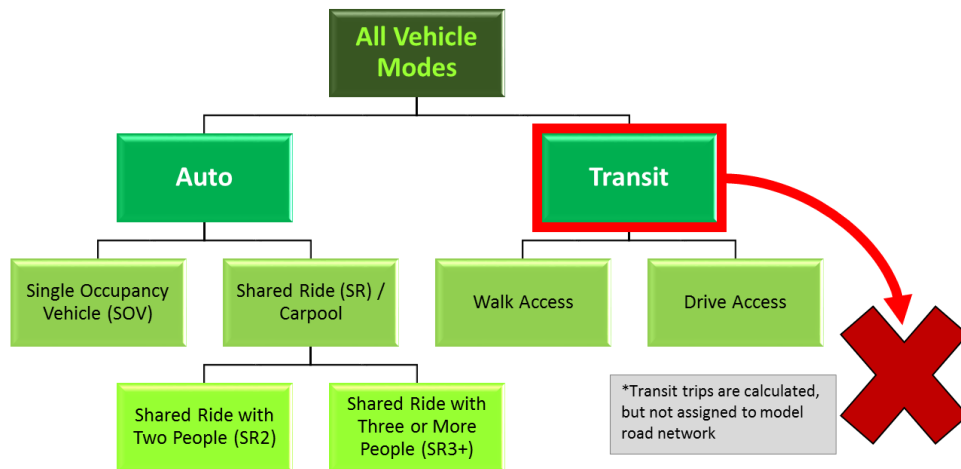 All Vehicle
Modes
Auto
Transit
Single Occupancy
Vehicle (SOV)
Shared Ride (SR) /
Carpool
Walk Access
Drive Access
Shared Ride with
Two People (SR2)
Shared Ride with
Three or More
People (SR3+)
*Transit trips are calculated,
but not assigned to model
road network